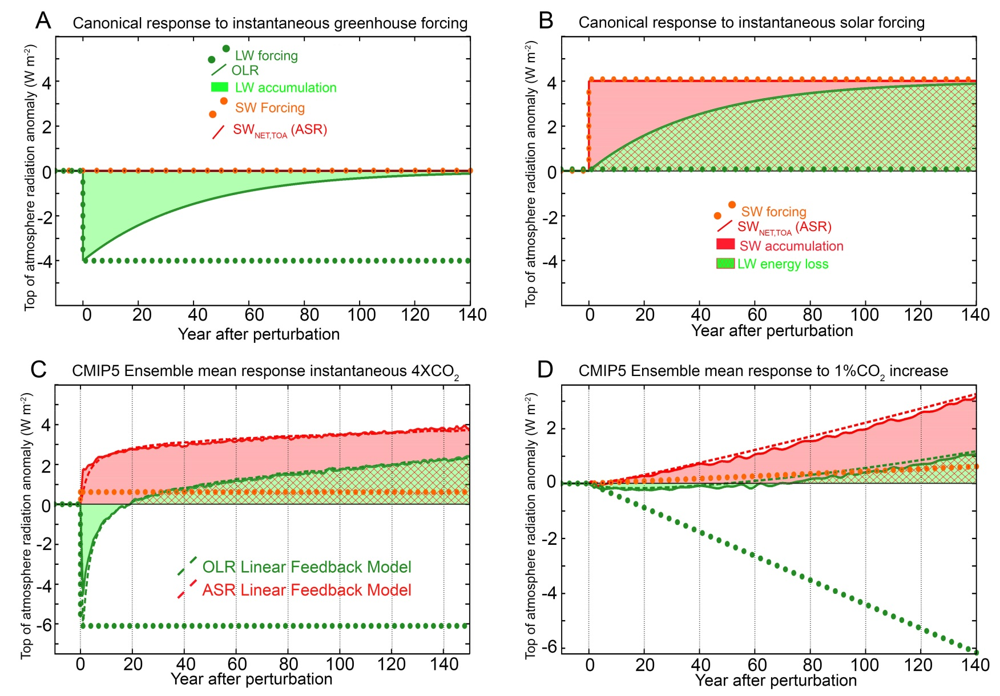 A
Canonical response to instantaneous greenhouse forcing
Top of atmosphere radiation anomaly (W m-2)
4
2
0
-2
-4
LW forcing
OLR
LW accumulation
SW Forcing
SWNET,TOA (ASR)
0 20 40 60 80 100 120 140
Year after perturbation
B
Canonical response to instantaneous solar forcing
Top of atmosphere radiation anomaly (W m-2)
4
2
0
-2
-4
SW forcing
SWNET,TOA (ASR)
SW accumulation
LW energy loss
0 20 40 60 80 100 120 140
Year after perturbation
C
CMIP5 Ensemble mean response instantaneous 4XCO2
Top of atmosphere radiation anomaly (W m-2)
4
2
0
-2
-4
-6
OLR Linear Feedback Model
ASR Linear Feedback Model
0 20 40 60 80 100 120 140
Year after perturbation
D
CMIP5 Ensemble mean response to 1%CO2 increase
Top of atmosphere radiation anomaly (W m-2)
2
0
-2
-4
-6
0 20 40 60 80 100 120 140
Year after perturbation